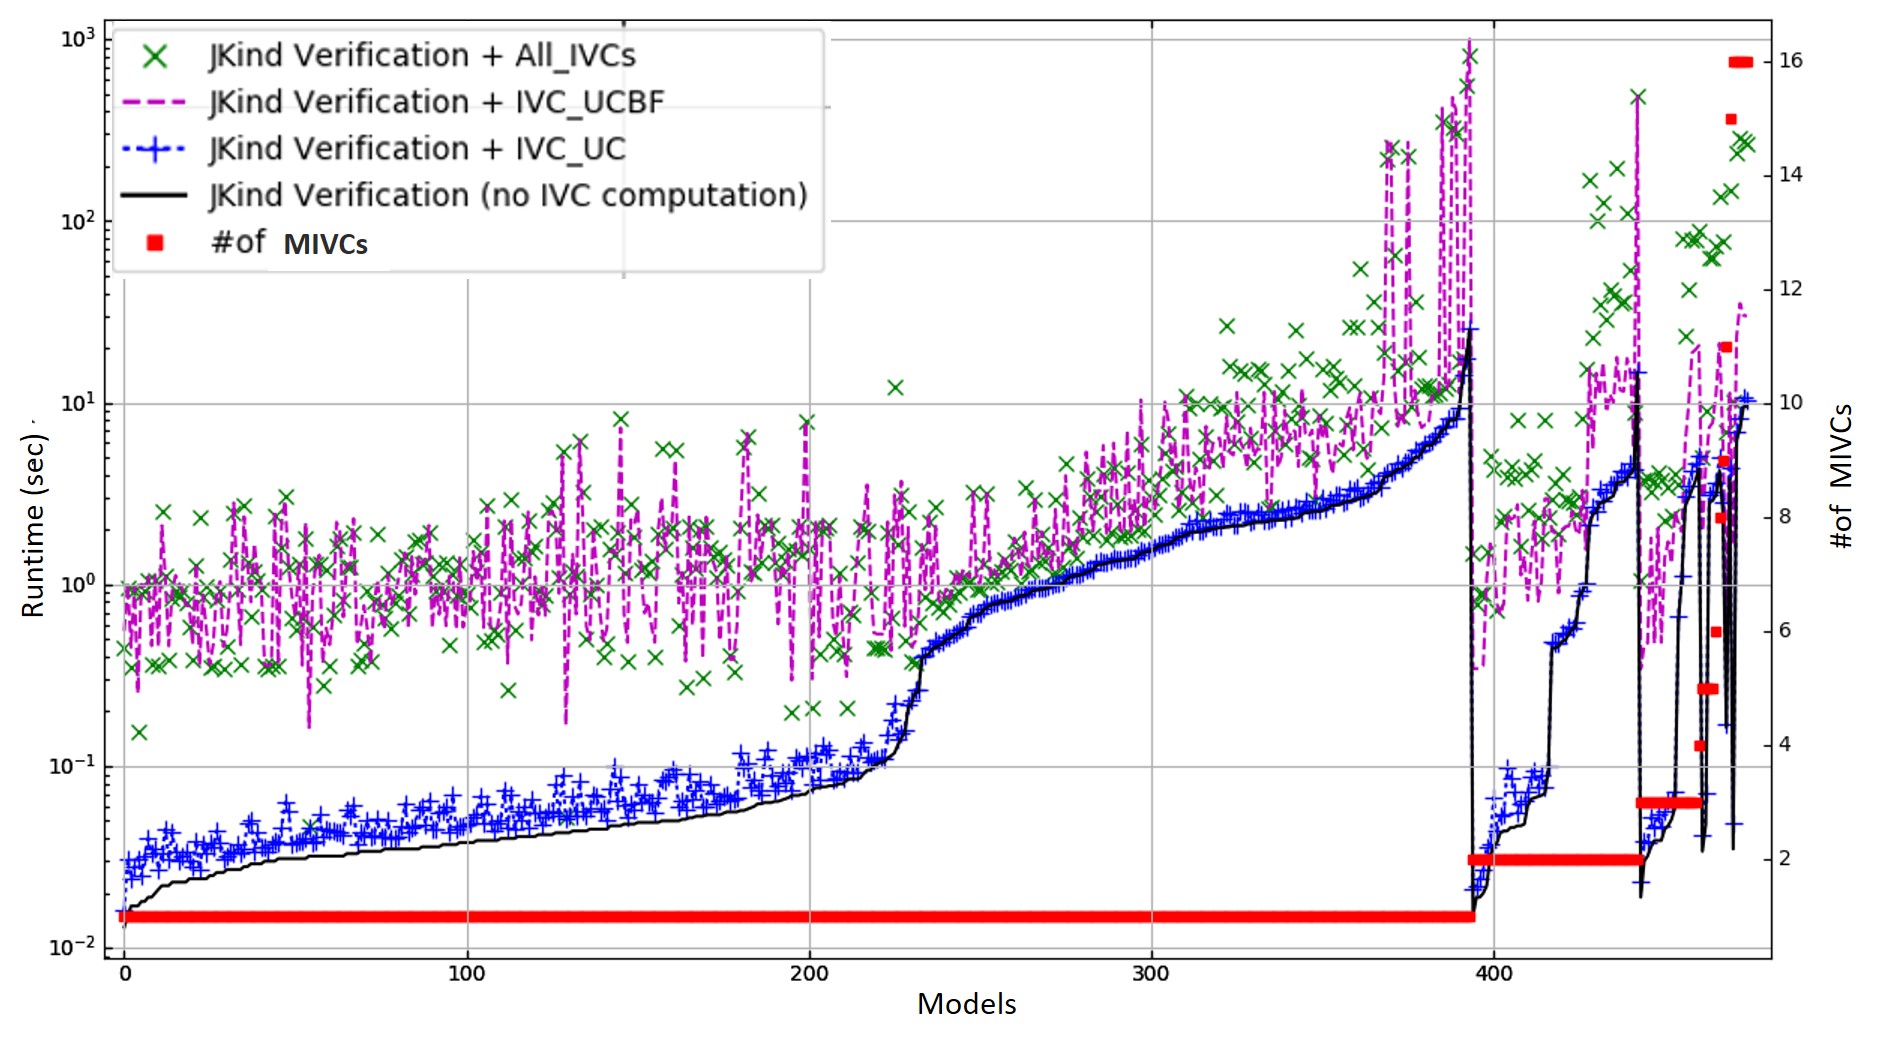 JKind Verification + All_IVCs
JKind Verification + IVC_UCBF
JKind Verification + IVC_UC
JKind Verification (no IVC computation)
#of MIVCs
10³
10²
10¹
10⁰
10⁻¹
10⁻²
Runtime (sec)
0 100 200 300 400
Models
16
14
12
10
8
6
4
2
#of MIVCs